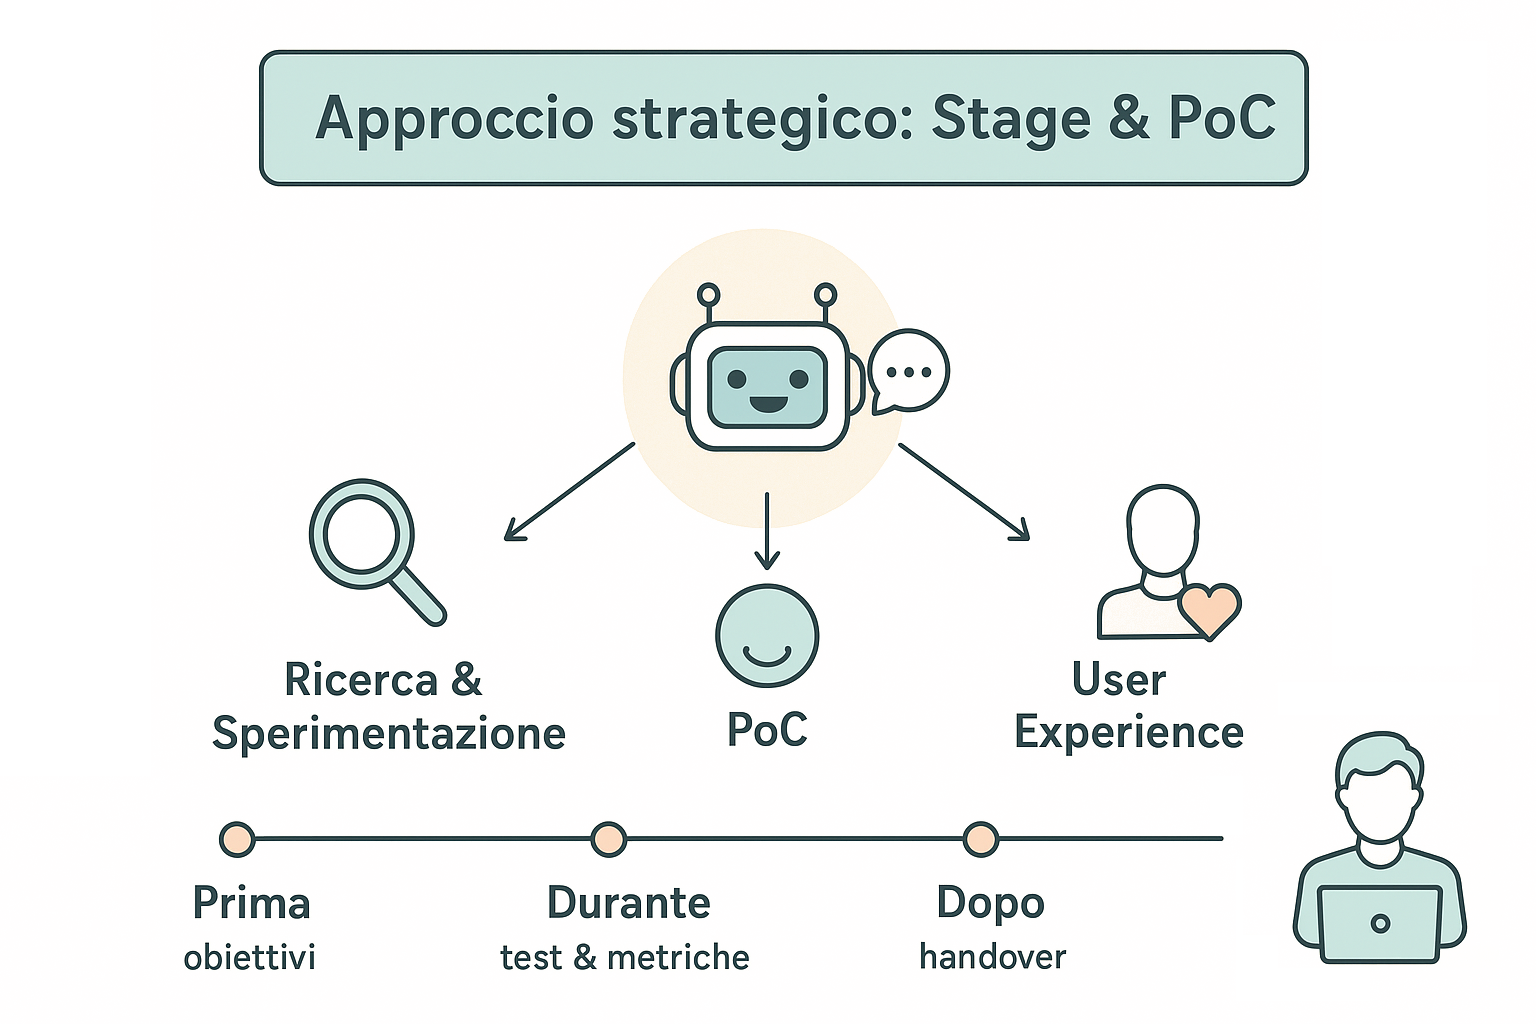 Approccio strategico: Stage & PoC
Ricerca &
Sperimentazione
PoC
User
Experience
Prima
obiettivi
Durante
test & metriche
Dopo
handover